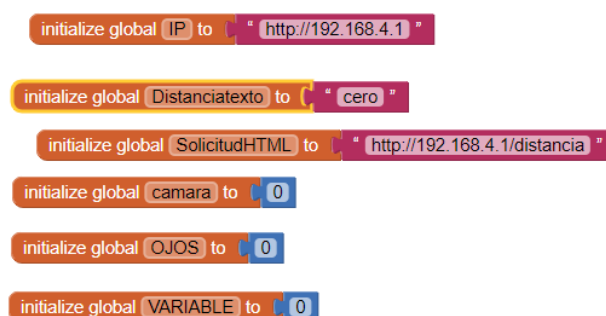 initialize global IP to " http://192.168.4.1 "
initialize global Distanciatexto to " cero "
initialize global SolicitudHTML to " http://192.168.4.1/distancia "
initialize global camara to 0
initialize global OJOS to 0
initialize global VARIABLE to 0